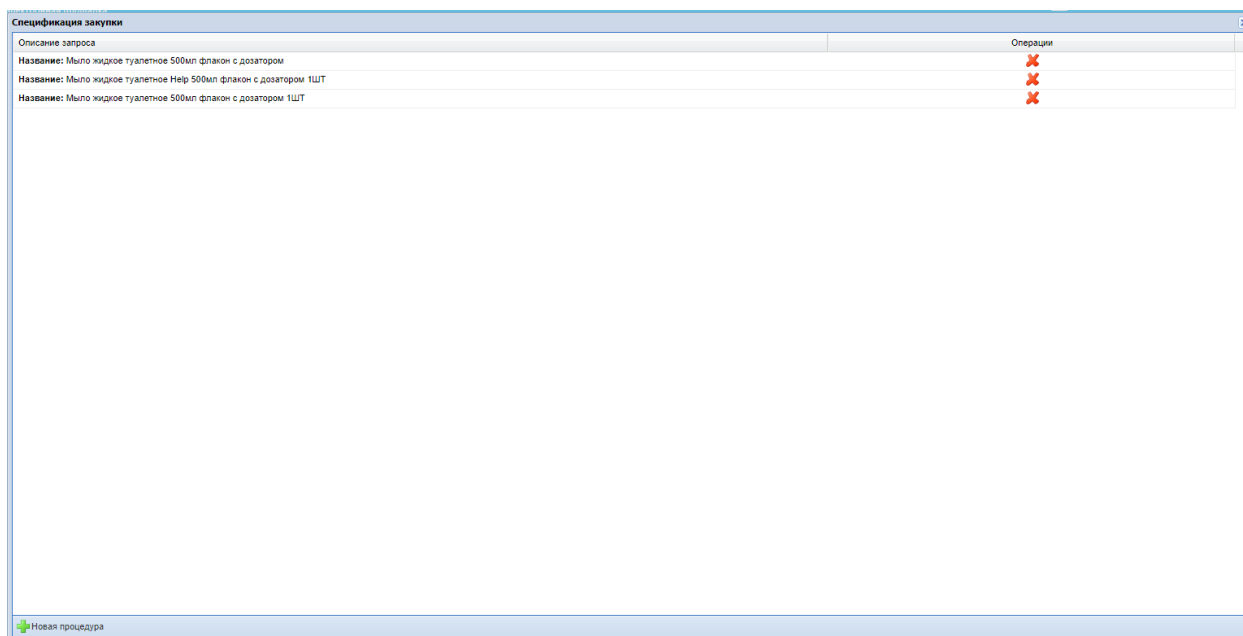 Спецификация закупки
Описание запроса Операции
Название: Мыло жидкое туалетное 500мл флакон с дозатором
Название: Мыло жидкое туалетное Help 500мл флакон с дозатором 1ШТ
Название: Мыло жидкое туалетное 500мл флакон с дозатором 1ШТ
Новая процедура